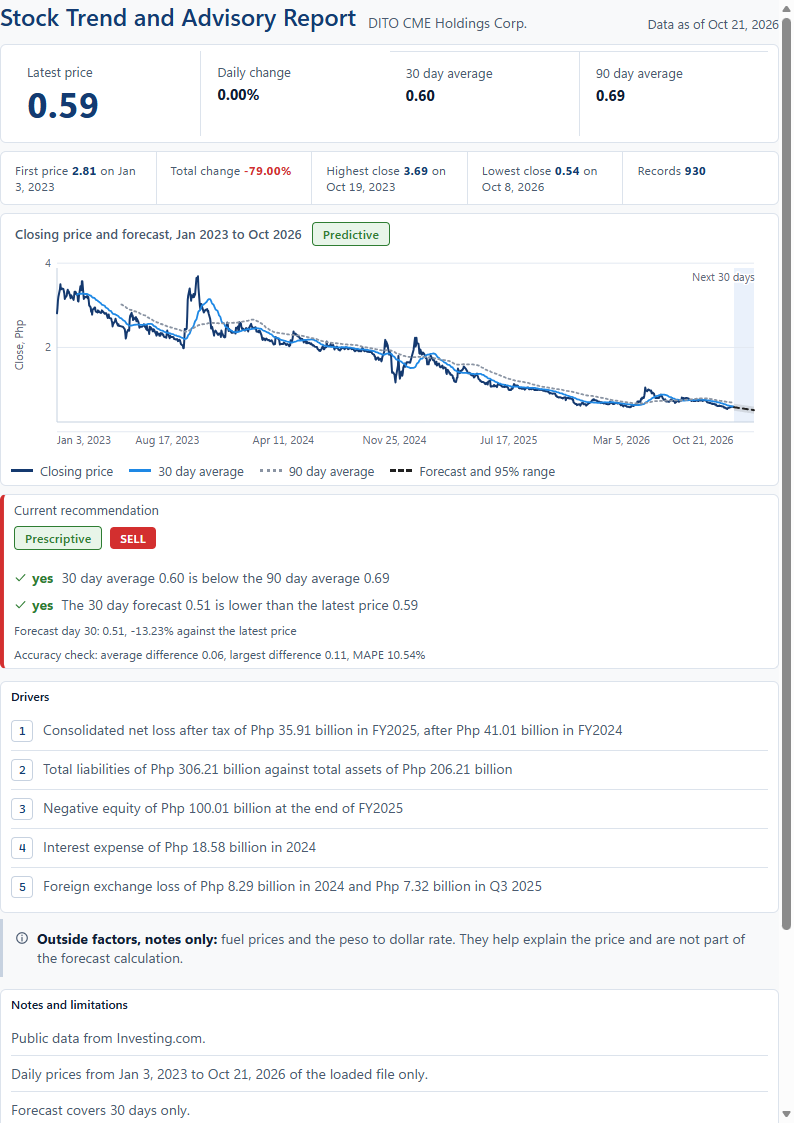 Stock Trend and Advisory Report DITO CME Holdings Corp. Data as of Oct 21, 2026
Latest price
0.59
Daily change
0.00%
30 day average
0.60
90 day average
0.69
First price 2.81 on Jan
3, 2023
Total change -79.00%
Highest close 3.69 on
Oct 19, 2023
Lowest close 0.54 on
Oct 8, 2026
Records 930
Closing price and forecast, Jan 2023 to Oct 2026 Predictive
Next 30 days
Close, Php
4
2
Jan 3, 2023 Aug 17, 2023 Apr 11, 2024 Nov 25, 2024 Jul 17, 2025 Mar 5, 2026 Oct 21, 2026
Closing price 30 day average 90 day average Forecast and 95% range
Current recommendation
Prescriptive SELL
yes 30 day average 0.60 is below the 90 day average 0.69
yes The 30 day forecast 0.51 is lower than the latest price 0.59
Forecast day 30: 0.51, -13.23% against the latest price
Accuracy check: average difference 0.06, largest difference 0.11, MAPE 10.54%
Drivers
1 Consolidated net loss after tax of Php 35.91 billion in FY2025, after Php 41.01 billion in FY2024
2 Total liabilities of Php 306.21 billion against total assets of Php 206.21 billion
3 Negative equity of Php 100.01 billion at the end of FY2025
4 Interest expense of Php 18.58 billion in 2024
5 Foreign exchange loss of Php 8.29 billion in 2024 and Php 7.32 billion in Q3 2025
Outside factors, notes only: fuel prices and the peso to dollar rate. They help explain the price and are not part of
the forecast calculation.
Notes and limitations
Public data from Investing.com.
Daily prices from Jan 3, 2023 to Oct 21, 2026 of the loaded file only.
Forecast covers 30 days only.